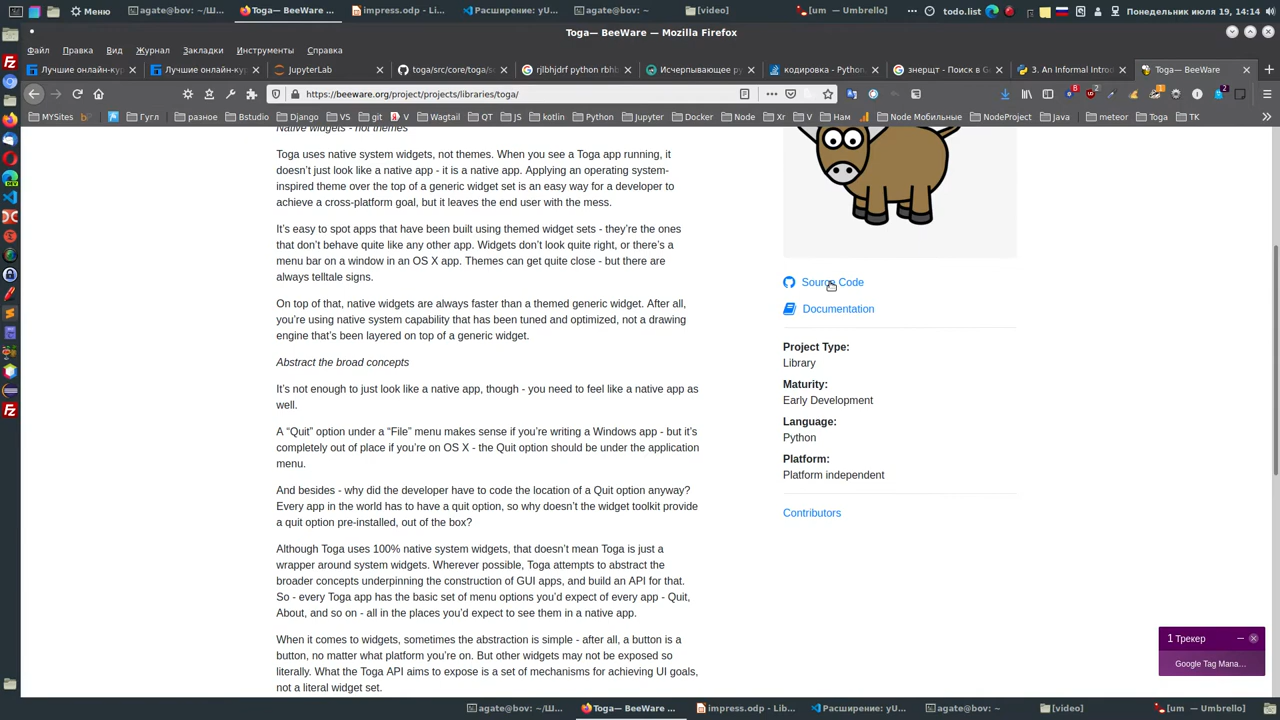 Меню
agate@bov: ~/Ш...
Toga— BeeWare ...
impress.odp - Li...
Расширение: yU...
agate@bov: ~
[video]
[um — Umbrello)
todo.list
Понедельник июля 19, 14:14
Toga— BeeWare — Mozilla Firefox
Файл Правка Вид Журнал Закладки Инструменты Справка
Лучшие онлайн-кур
Лучшие онлайн-кур
JupyterLab
toga/src/core/toga/sc
rjlbhjdrf python rbhb
Исчерпывающее ру
кодировка - Python,
знерщт - Поиск в Go
3. An Informal Introd
Toga— BeeWare
https://beeware.org/project/projects/libraries/toga/
MYSites В Гугл разное Bstudio Django VS git V Wagtail QT JS kotlin Python Jupyter Docker Node Xr V Нам Node Мобильные NodeProject Java meteor Toga TK
Native widgets - not themes
Toga uses native system widgets, not themes. When you see a Toga app running, it
doesn’t just look like a native app - it is a native app. Applying an operating system-
inspired theme over the top of a generic widget set is an easy way for a developer to
achieve a cross-platform goal, but it leaves the end user with the mess.
It’s easy to spot apps that have been built using themed widget sets - they’re the ones
that don’t behave quite like any other app. Widgets don’t look quite right, or there’s a
menu bar on a window in an OS X app. Themes can get quite close - but there are
always telltale signs.
On top of that, native widgets are always faster than a themed generic widget. After all,
you’re using native system capability that has been tuned and optimized, not a drawing
engine that’s been layered on top of a generic widget.
Abstract the broad concepts
It’s not enough to just look like a native app, though - you need to feel like a native app as
well.
A “Quit” option under a “File” menu makes sense if you’re writing a Windows app - but it’s
completely out of place if you’re on OS X - the Quit option should be under the application
menu.
And besides - why did the developer have to code the location of a Quit option anyway?
Every app in the world has to have a quit option, so why doesn’t the widget toolkit provide
a quit option pre-installed, out of the box?
Although Toga uses 100% native system widgets, that doesn’t mean Toga is just a
wrapper around system widgets. Wherever possible, Toga attempts to abstract the
broader concepts underpinning the construction of GUI apps, and build an API for that.
So - every Toga app has the basic set of menu options you’d expect of every app - Quit,
About, and so on - all in the places you’d expect to see them in a native app.
When it comes to widgets, sometimes the abstraction is simple - after all, a button is a
button, no matter what platform you’re on. But other widgets may not be exposed so
literally. What the Toga API aims to expose is a set of mechanisms for achieving UI goals,
not a literal widget set.
Source Code
Documentation
Project Type:
Library
Maturity:
Early Development
Language:
Python
Platform:
Platform independent
Contributors
1 Трекер
Google Tag Mana...
agate@bov: ~/Ш...
Toga— BeeWare ...
impress.odp - Lib...
Расширение: yU...
agate@bov: ~
[video]
[um — Umbrello)